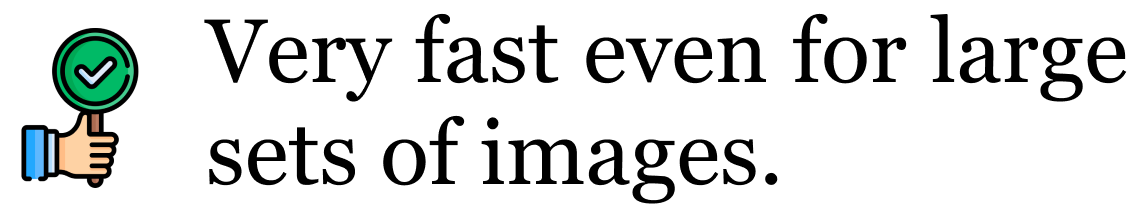 Very fast even for large
sets of images.